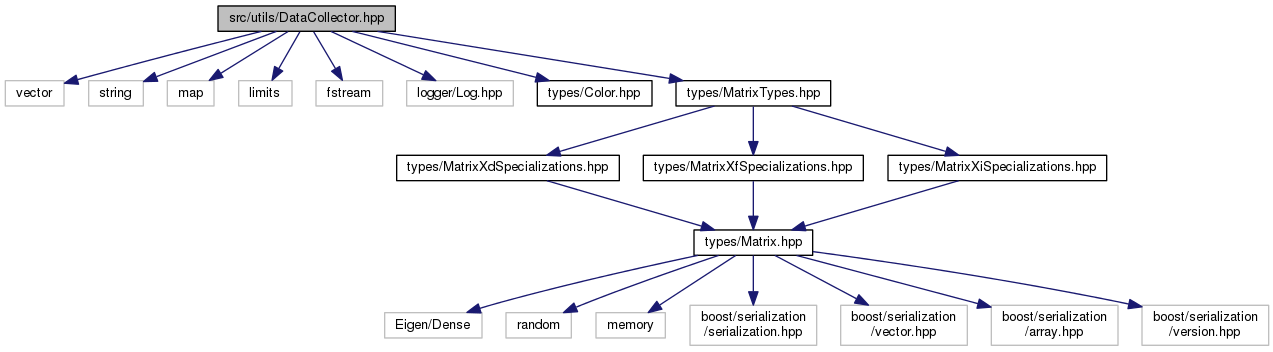 src/utils/DataCollector.hpp
vector
string
map
limits
fstream
logger/Log.hpp
types/Color.hpp
types/MatrixTypes.hpp
types/MatrixXdSpecializations.hpp
types/MatrixXfSpecializations.hpp
types/MatrixXiSpecializations.hpp
types/Matrix.hpp
Eigen/Dense
random
memory
boost/serialization
/serialization.hpp
boost/serialization
/vector.hpp
boost/serialization
/array.hpp
boost/serialization
/version.hpp